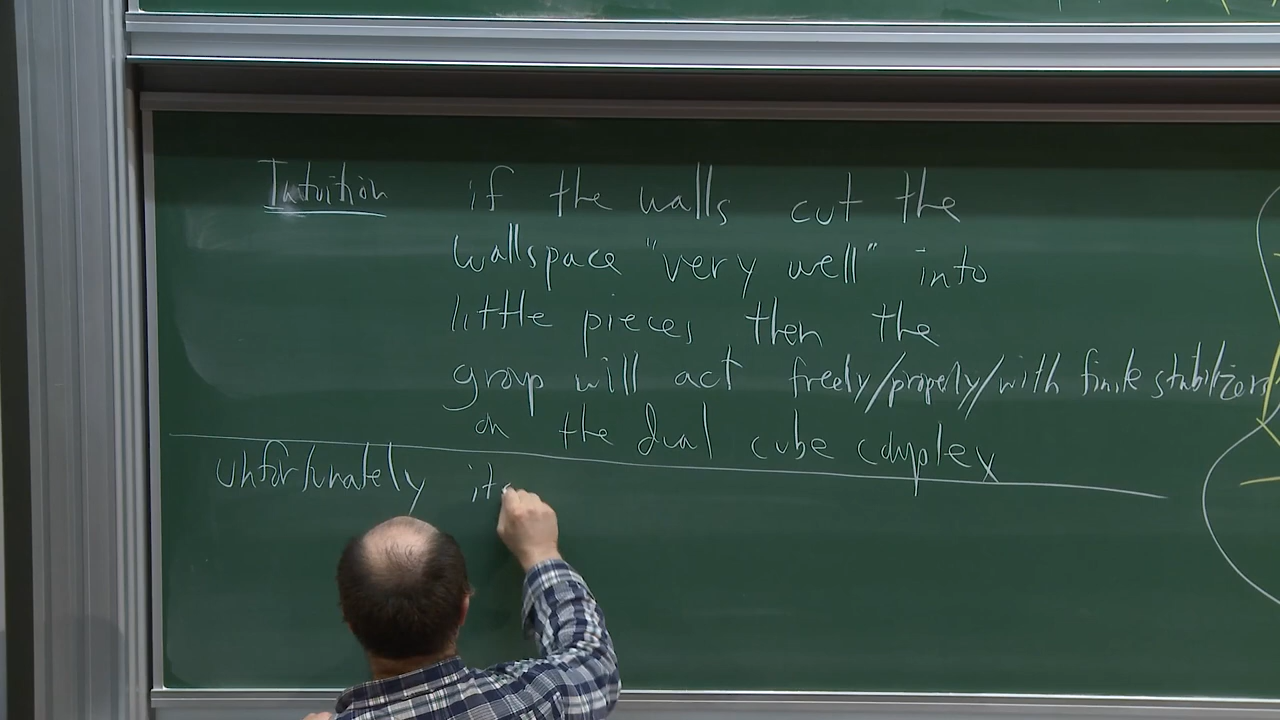 Intuition if the walls cut the
wallspace "very well" into
little pieces then the
group will act freely/properly/with finite stabilizers
on the dual cube complex
unfortunately its